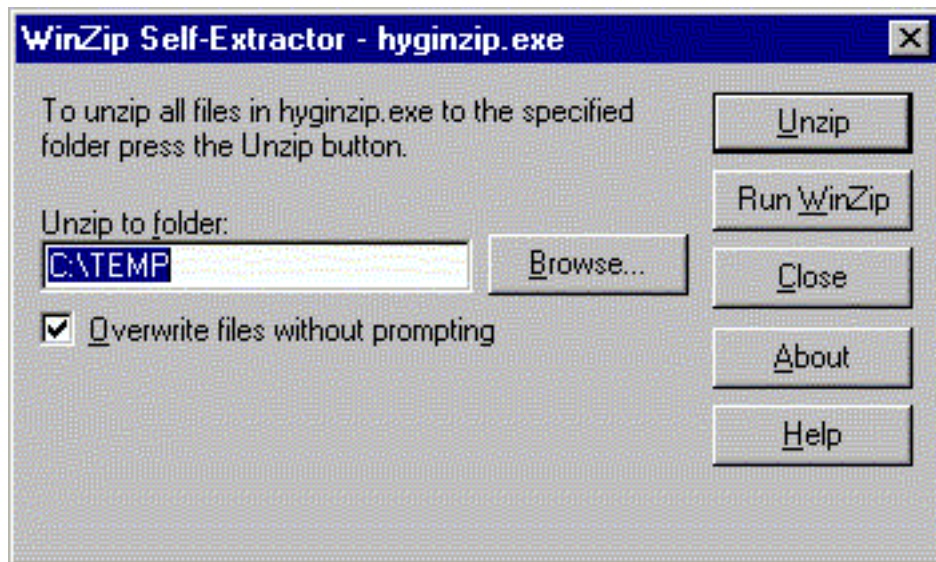 WinZip Self-Extractor - hyginzip.exe
To unzip all files in hyginzip.exe to the specified
folder press the Unzip button.
Unzip to folder:
C:\TEMP
Browse...
Overwrite files without prompting
Unzip
Run WinZip
Close
About
Help